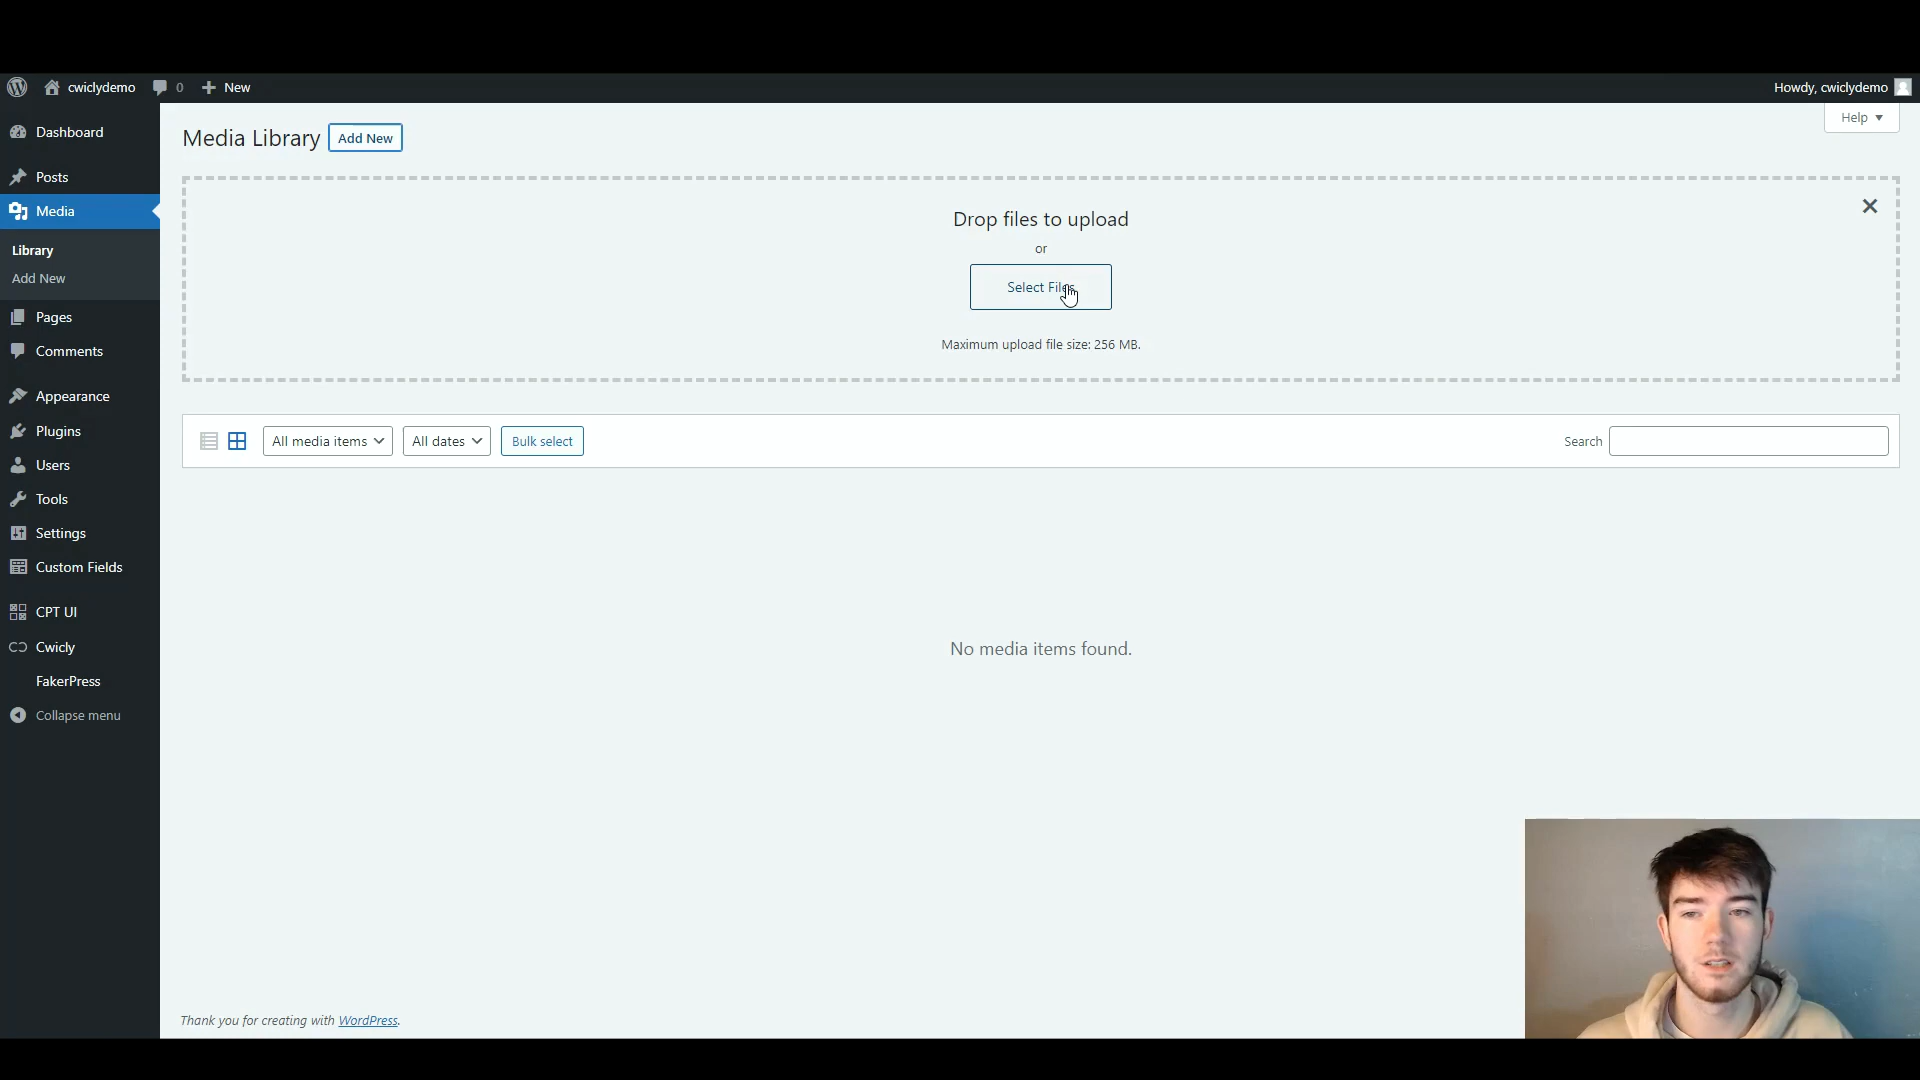 cwiclydemo
0
New
Howdy, cwiclydemo
Help
Dashboard
Posts
Media
Library
Add New
Pages
Comments
Appearance
Plugins
Users
Tools
Settings
Custom Fields
CPT UI
Cwicly
FakerPress
Collapse menu
Media Library
Add New
Drop files to upload
or
Select Files
Maximum upload file size: 256 MB.
All media items
All dates
Bulk select
Search
No media items found.
Thank you for creating with WordPress.